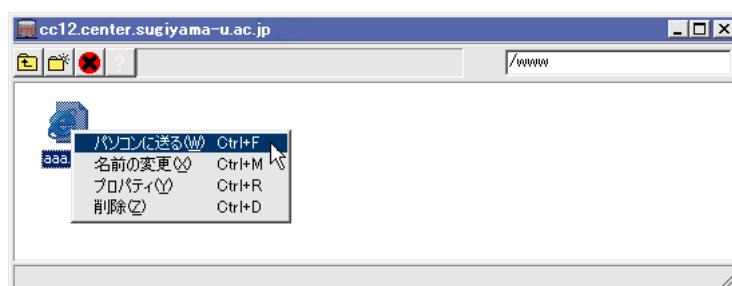 cc12.center.sugiyama-u.ac.jp
?
/www
aaa.
パソコンに送る(W) Ctrl+F
名前の変更(X) Ctrl+M
プロパティ(Y) Ctrl+R
削除(Z) Ctrl+D